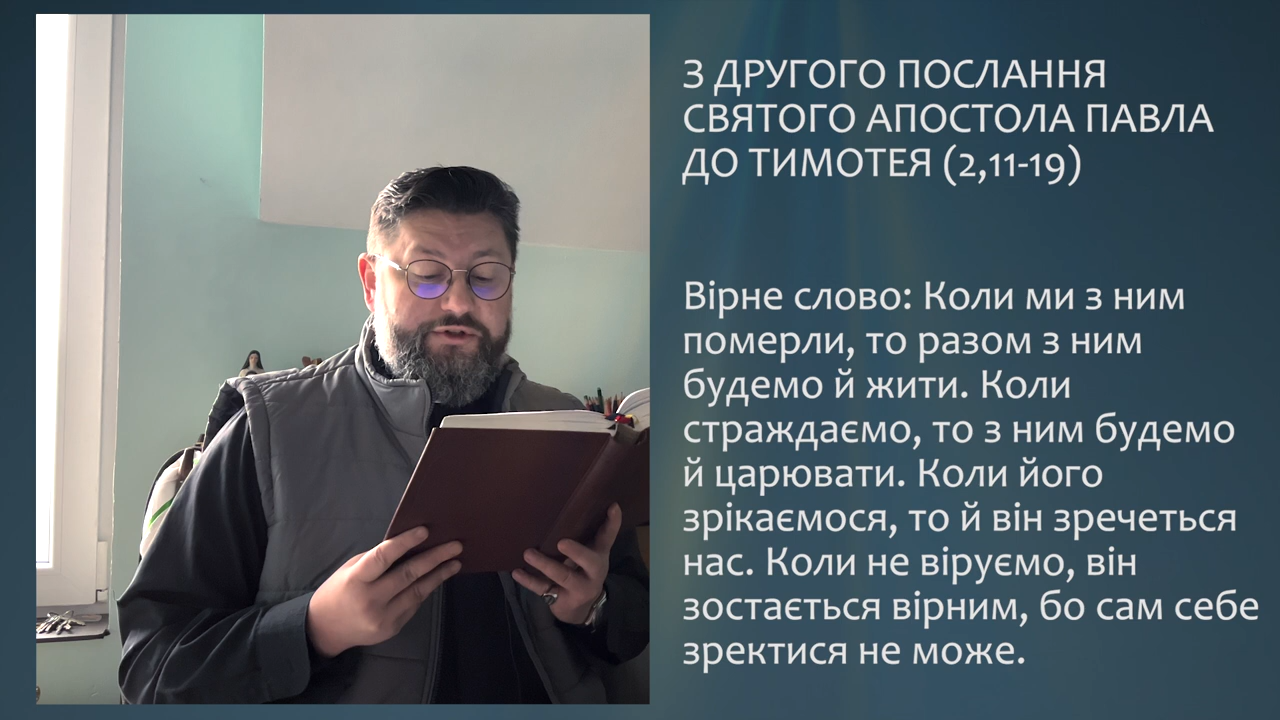 З ДРУГОГО ПОСЛАННЯ
СВЯТОГО АПОСТОЛА ПАВЛА
ДО ТИМОТЕЯ (2,11-19)
Вірне слово: Коли ми з ним
померли, то разом з ним
будемо й жити. Коли
страждаємо, то з ним будемо
й царювати. Коли його
зрікаємося, то й він зречеться
нас. Коли не віруємо, він
зостається вірним, бо сам себе
зректися не може.